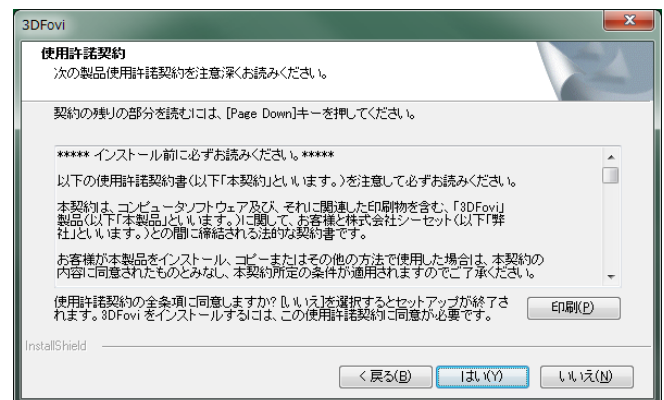 3DFovi
使用許諾契約
次の製品使用許諾契約を注意深くお読みください。
契約の残りの部分を読むには、[Page Down]キーを押してください。
***** インストール前に必ずお読みください。*****
以下の使用許諾契約書(以下「本契約」といいます。)を注意して必ずお読みください。
本契約は、コンピュータソフトウェア及び、それに関連した印刷物を含む、「3DFovi」
製品(以下「本製品」といいます。)に関して、お客様と株式会社シーセット(以下「弊
社」といいます。)との間に締結される法的な契約書です。
お客様が本製品をインストール、コピーまたはその他の方法で使用した場合は、本契約の
内容に同意されたものとみなし、本契約所定の条件が適用されますのでご了承ください。
使用許諾契約の全条項に同意しますか? [いいえ]を選択するとセットアップが終了さ
れます。3DFovi をインストールするには、この使用許諾契約に同意が必要です。
印刷(P)
InstallShield
< 戻る(B)
はい(Y)
いいえ(N)